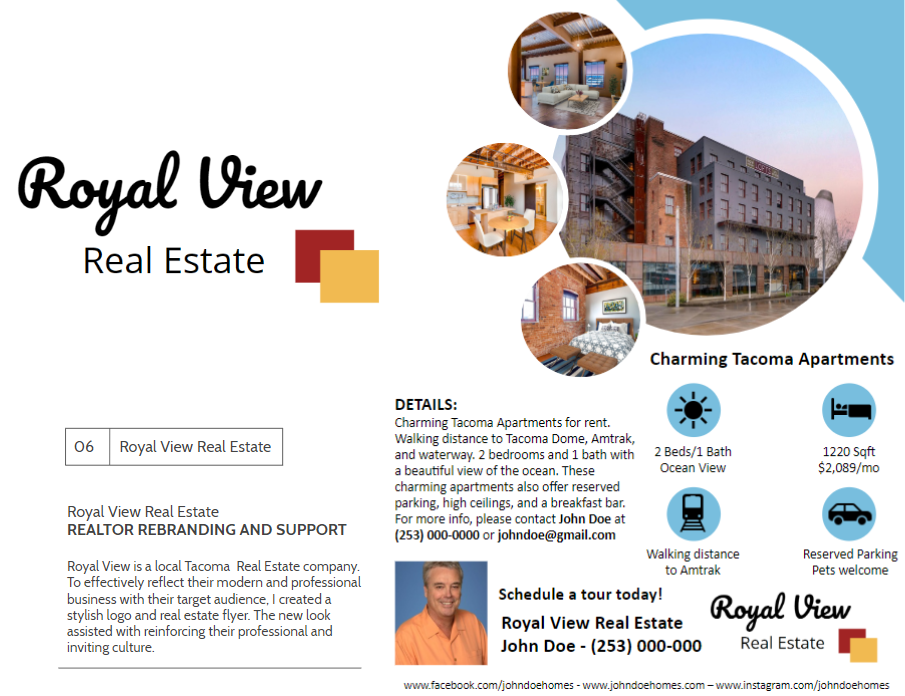 Royal View
Real Estate
06
Royal View Real Estate
Royal View Real Estate
REALTOR REBRANDING AND SUPPORT
Royal View is a local Tacoma Real Estate company.
To effectively reflect their modern and professional
business with their target audience, I created a
stylish logo and real estate flyer. The new look
assisted with reinforcing their professional and
inviting culture.
Charming Tacoma Apartments
DETAILS:
Charming Tacoma Apartments for rent.
Walking distance to Tacoma Dome, Amtrak,
and waterway. 2 bedrooms and 1 bath with
a beautiful view of the ocean. These
charming apartments also offer reserved
parking, high ceilings, and a breakfast bar.
For more info, please contact John Doe at
(253) 000-0000 or johndoe@gmail.com
2 Beds/1 Bath
Ocean View
1220 Sqft
$2,089/mo
Walking distance
to Amtrak
Reserved Parking
Pets welcome
Schedule a tour today!
Royal View Real Estate
John Doe - (253) 000-000
Royal View
Real Estate
www.facebook.com/johndoehomes - www.johndoehomes.com – www.instagram.com/johndoehomes